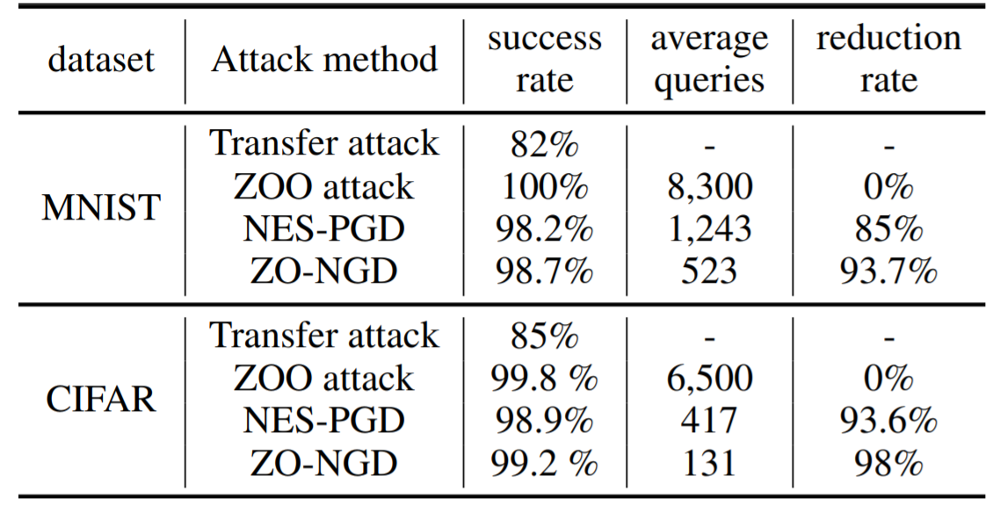 dataset Attack method success rate average queries reduction rate
MNIST
Transfer attack 82% - -
ZOO attack 100% 8,300 0%
NES-PGD 98.2% 1,243 85%
ZO-NGD 98.7% 523 93.7%
CIFAR
Transfer attack 85% - -
ZOO attack 99.8 % 6,500 0%
NES-PGD 98.9% 417 93.6%
ZO-NGD 99.2 % 131 98%